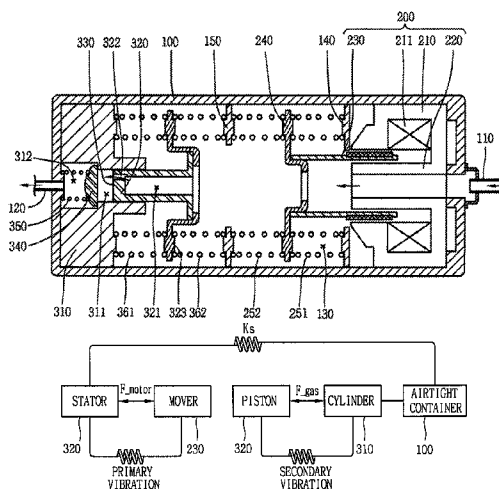 200
330 322 320 100 150 240 140 230 211 210 220
312
110
120
350
340
310 311 361 321 323 362 252 251 130
Ks
F_motor F_gas
STATOR MOVER PISTON CYLINDER AIRTIGHT CONTAINER
320 230 320 310 100
PRIMARY VIBRATION
SECONDARY VIBRATION